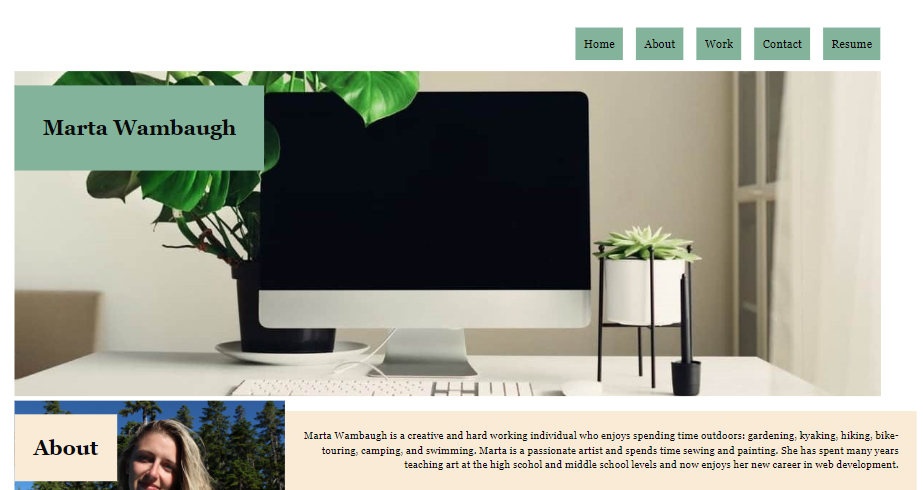 Home About Work Contact Resume
Marta Wambaugh
About
Marta Wambaugh is a creative and hard working individual who enjoys spending time outdoors: gardening, kyaking, hiking, bike-
touring, camping, and swimming. Marta is a passionate artist and spends time sewing and painting. She has spent many years
teaching art at the high scohol and middle school levels and now enjoys her new career in web development.